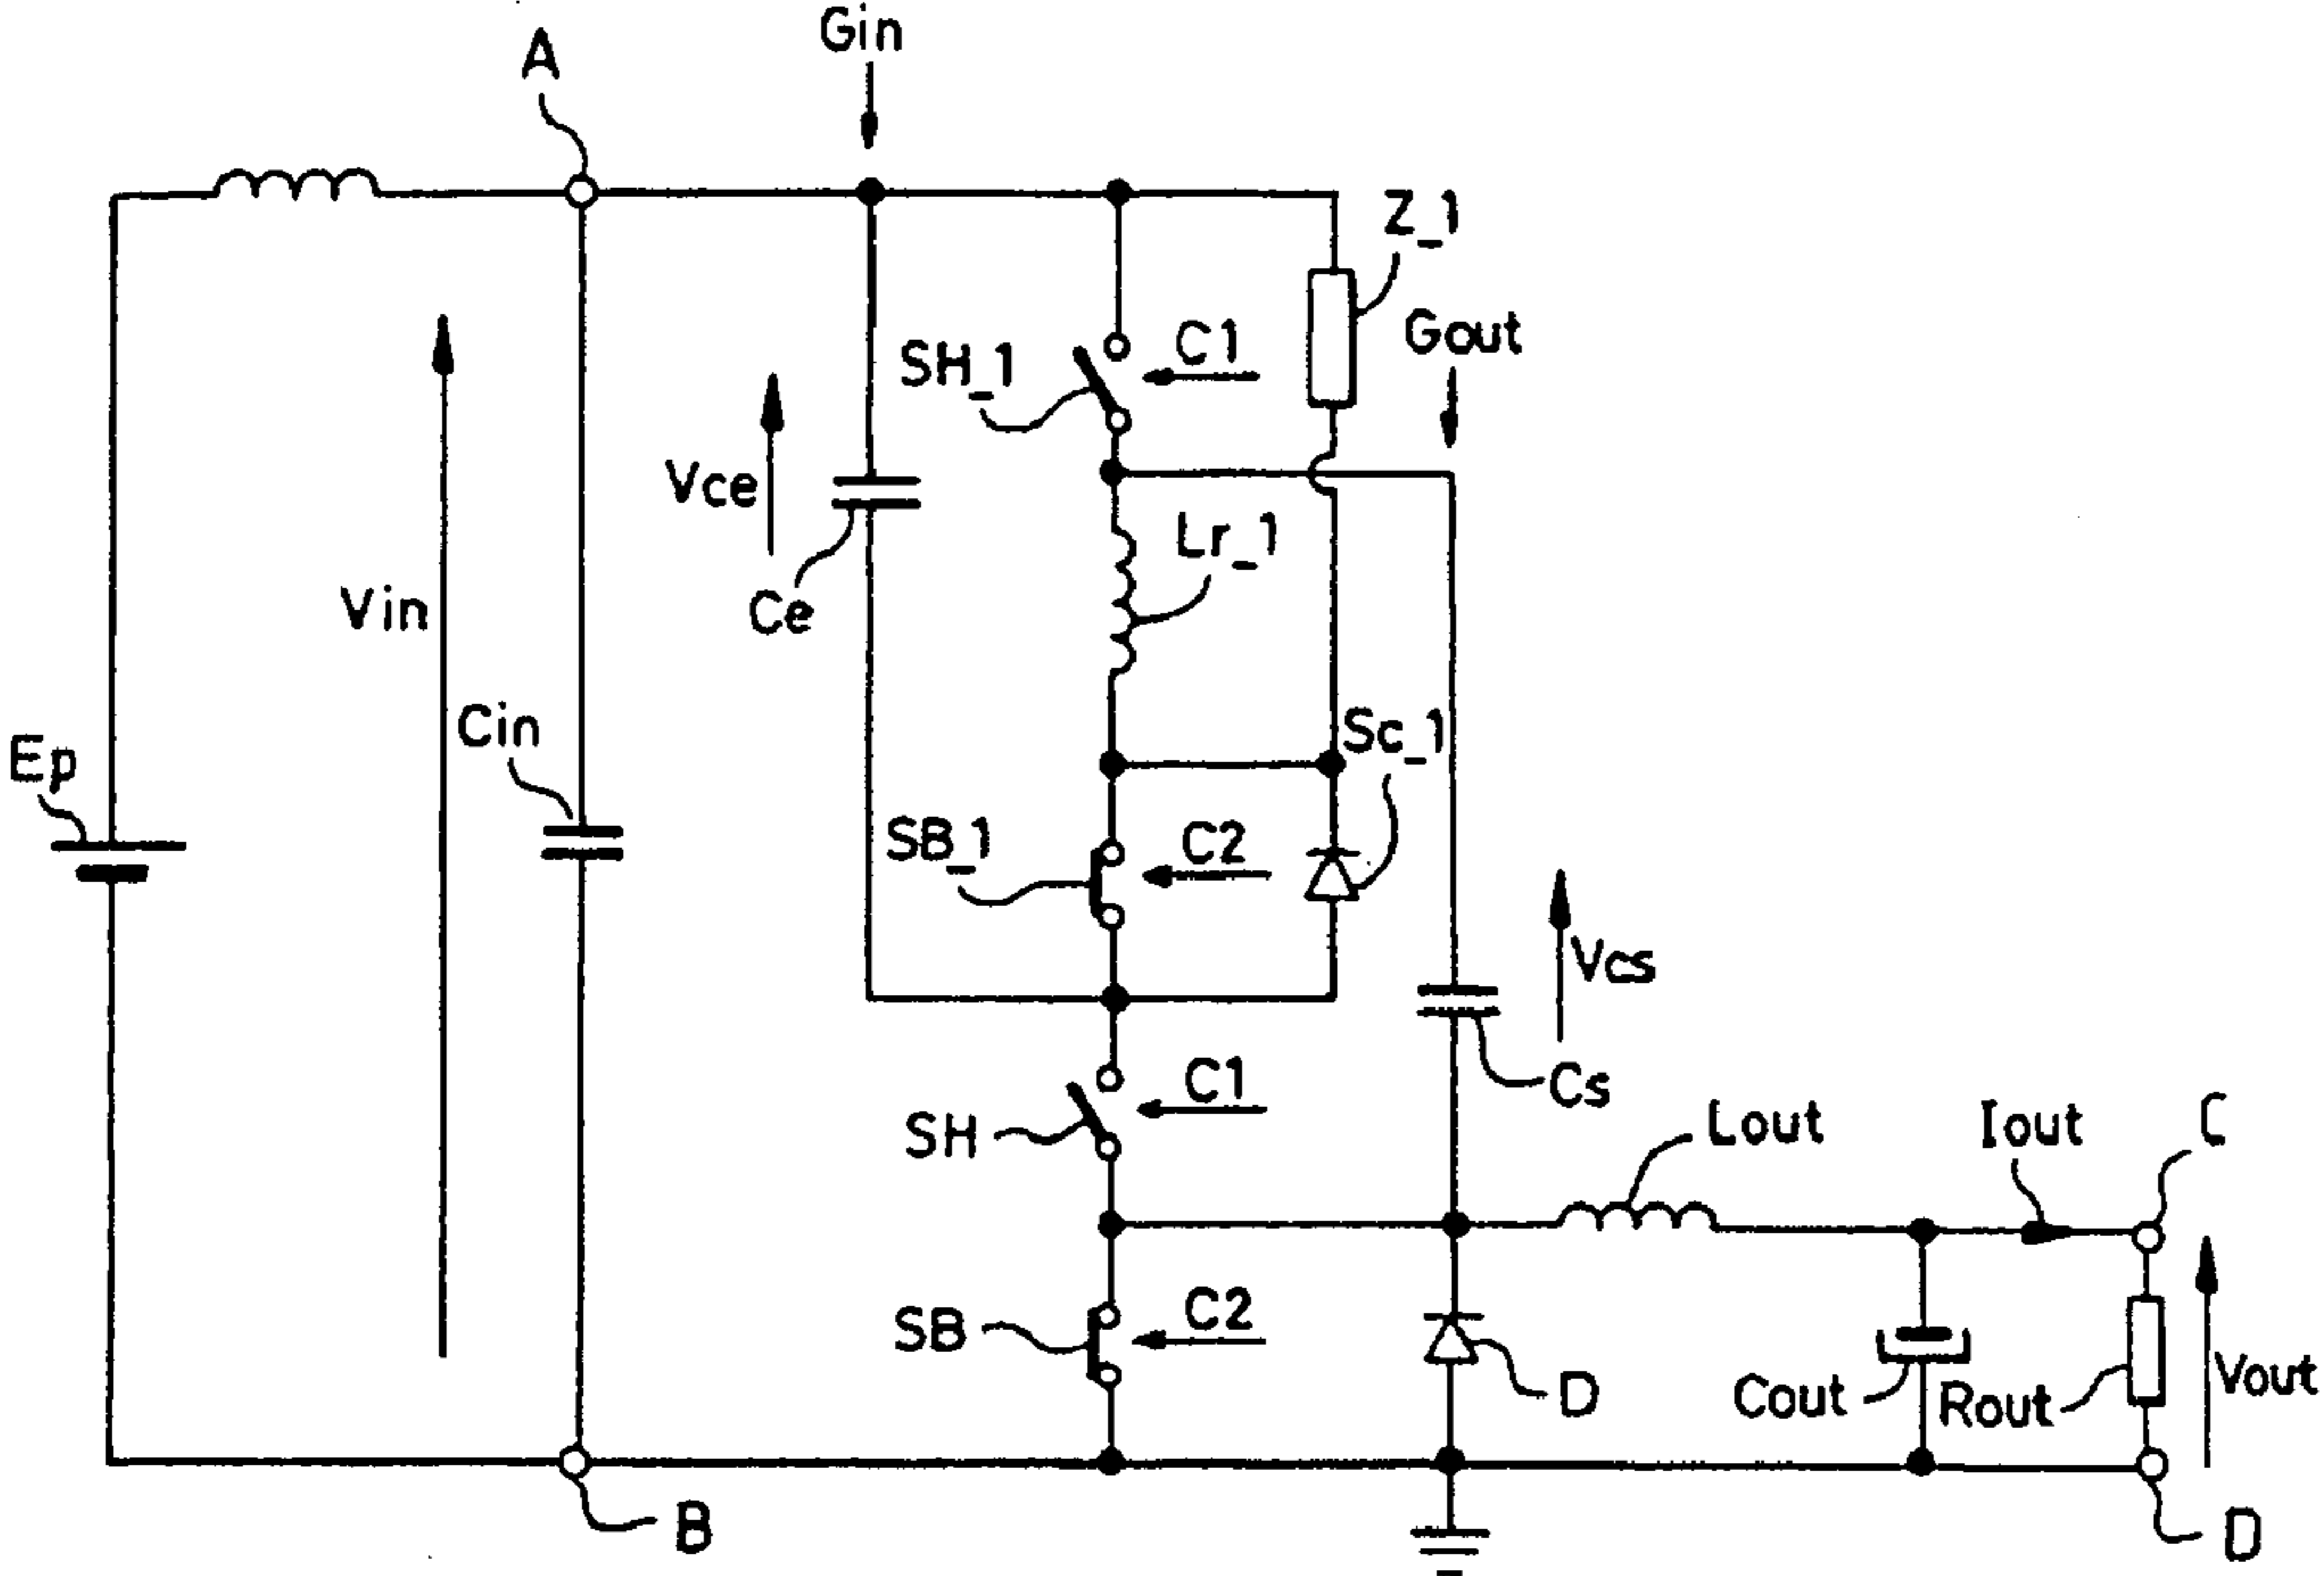 Gin
A
Z_1
C1
Gout
SH_1
Vce
Lr_1
Ce
Vin
Cin
Sc_1
Ep
SB_1
C2
Vcs
C1
Cs
SH
Lout
Iout
C
SB
C2
D
Cout
Rout
Vout
B
D